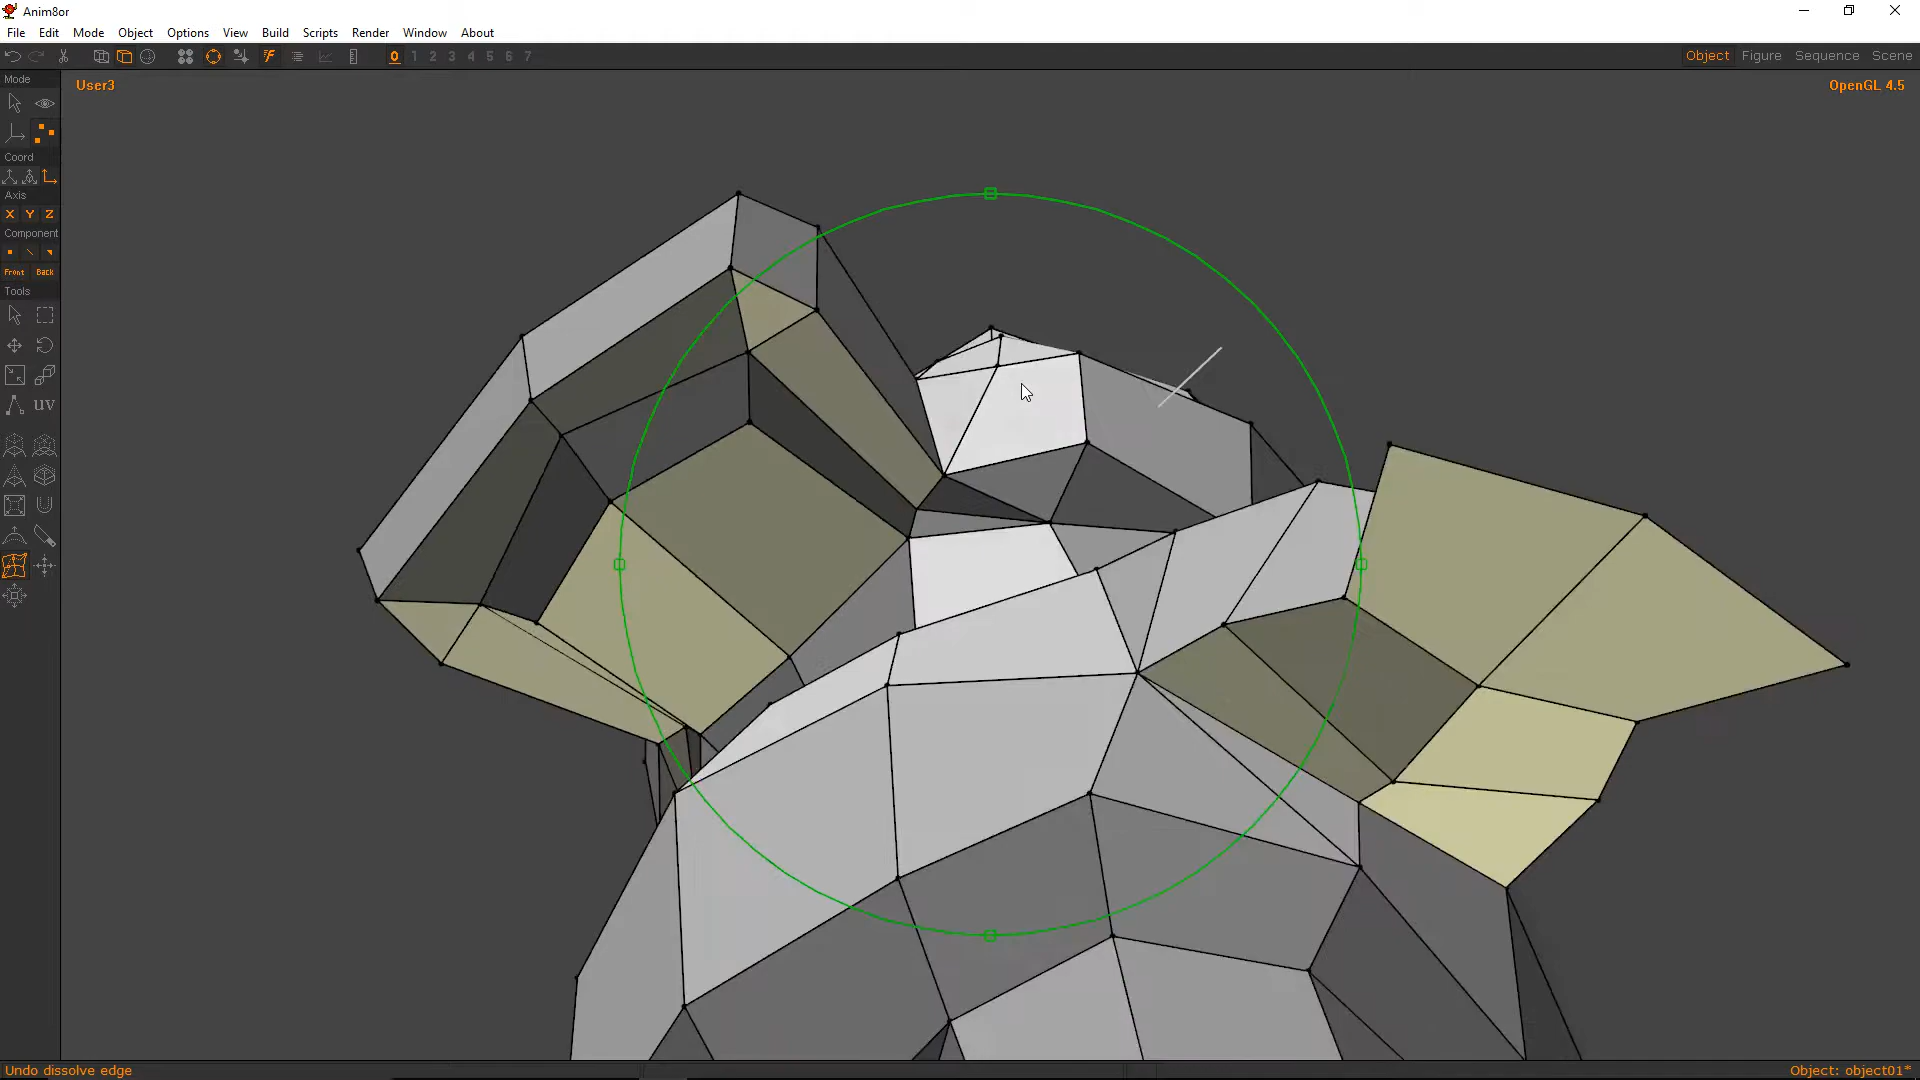 Anim8or
File Edit Mode Object Options View Build Scripts Render Window About
0 1 2 3 4 5 6 7
Object Figure Sequence Scene
Mode
User3
OpenGL 4.5
Coord
Axis
X Y Z
Component
Front Back
Tools
UV
Undo dissolve edge
Object: object01*